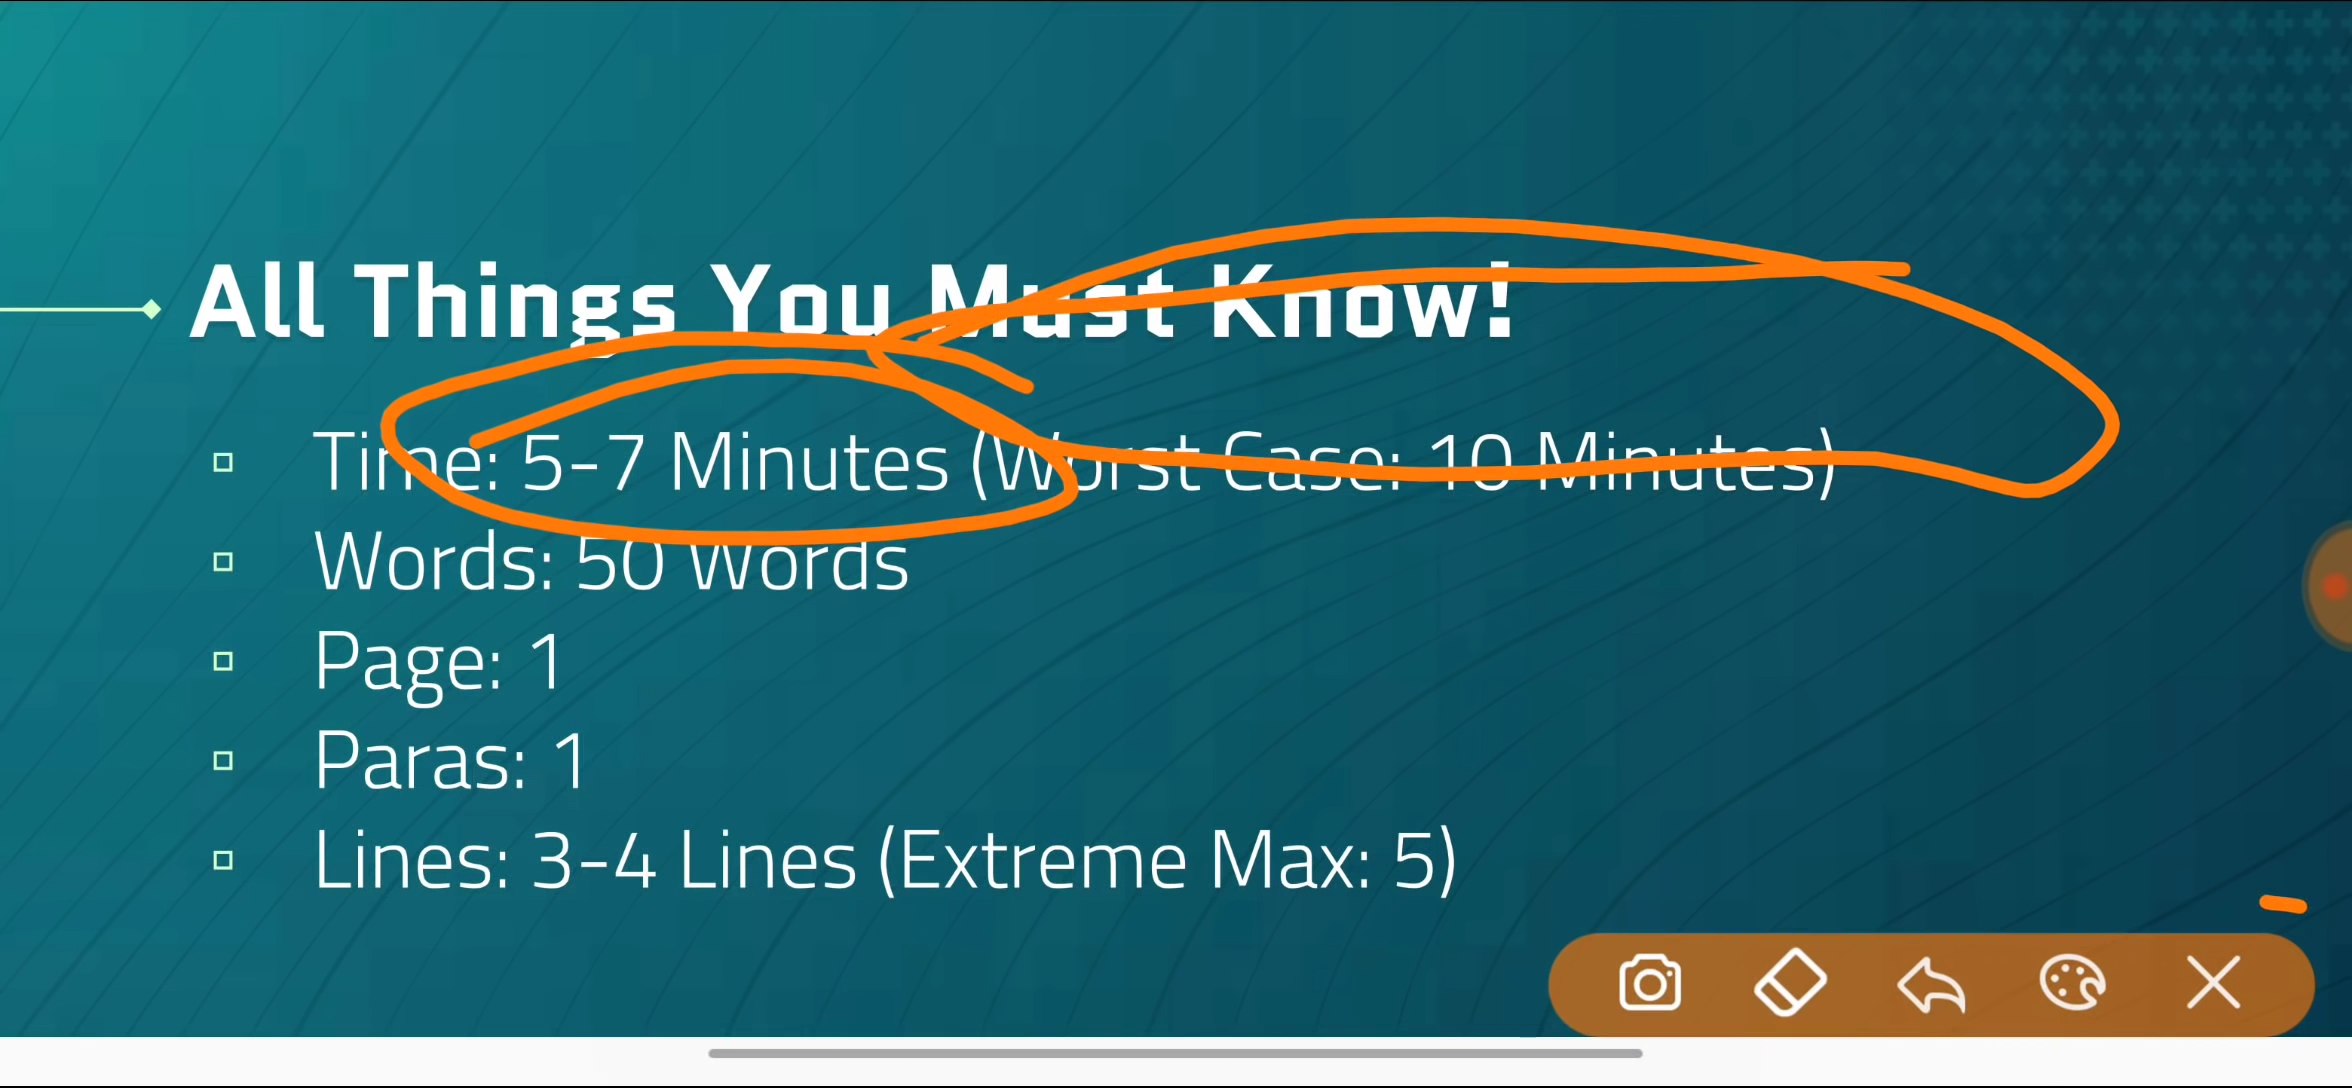 All Things You Must Know!
Time: 5-7 Minutes (Worst Case: 10 Minutes)
Words: 50 Words
Page: 1
Paras: 1
Lines: 3-4 Lines (Extreme Max: 5)